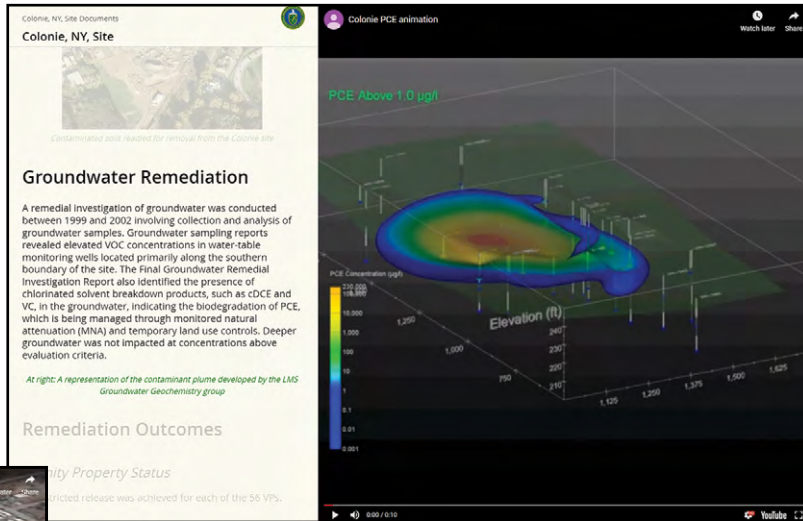 Colonie, NY, Site Documents
Colonie, NY, Site
Contaminated soils readied for removal from the Colonie site
Groundwater Remediation
A remedial investigation of groundwater was conducted
between 1999 and 2002 involving collection and analysis of
groundwater samples. Groundwater sampling reports
revealed elevated VOC concentrations in water-table
monitoring wells located primarily along the southern
boundary of the site. The Final Groundwater Remedial
Investigation Report also identified the presence of
chlorinated solvent breakdown products, such as cDCE and
VC, in the groundwater, indicating the biodegradation of PCE,
which is being managed through monitored natural
attenuation (MNA) and temporary land use controls. Deeper
groundwater was not impacted at concentrations above
evaluation criteria.
At right: A representation of the contaminant plume developed by the LMS
Groundwater Geochemistry group
Remediation Outcomes
nity Property Status
stricted release was achieved for each of the 56 VPs.
Share
Colonie PCE animation
Watch later
Share
PCE Above 1.0 µg/l
PCE Concentration (µg/l)
10,000
1,000
100
10
1
0.1
0.01
0.001
1,250
1,000
750
Elevation (ft)
240
230
220
210
1,125
1,250
1,375
1,500
1,625
0:00 / 0:10
YouTube